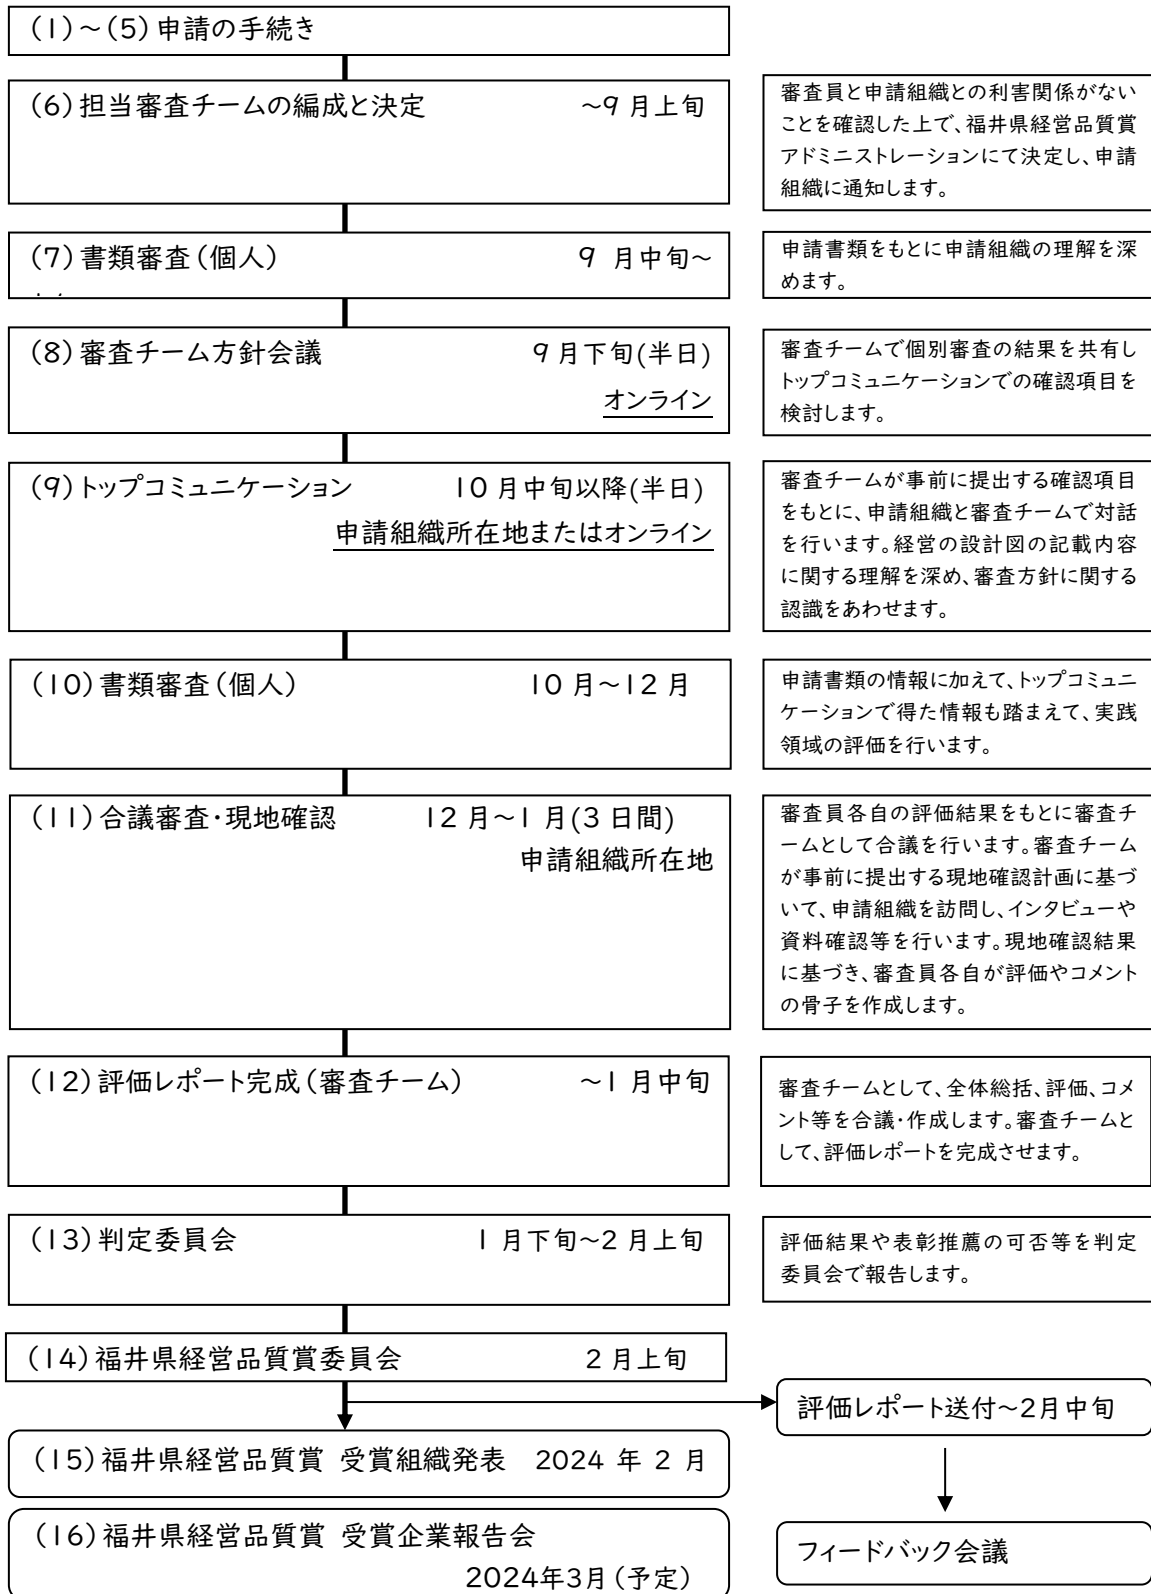 (1)～(5)申請の手続き
(6)担当審査チームの編成と決定　～9月上旬
審査員と申請組織との利害関係がない
ことを確認した上で、福井県経営品質賞
アドミニストレーションにて決定し、申請
組織に通知します。
(7)書類審査(個人)　9 月中旬～
申請書類をもとに申請組織の理解を深
めます。
(8)審査チーム方針会議　9月下旬(半日)
オンライン
審査チームで個別審査の結果を共有し
トップコミュニケーションでの確認項目を
検討します。
(9)トップコミュニケーション　10月中旬以降(半日)
申請組織所在地またはオンライン
審査チームが事前に提出する確認項目
をもとに、申請組織と審査チームで対話
を行います。経営の設計図の記載内容
に関する理解を深め、審査方針に関する
認識をあわせます。
(10)書類審査(個人)　10月～12月
申請書類の情報に加えて、トップコミュニ
ケーションで得た情報も踏まえて、実践
領域の評価を行います。
(11)合議審査・現地確認　12月～1月(3日間)
申請組織所在地
審査員各自の評価結果をもとに審査チ
ームとして合議を行います。審査チーム
が事前に提出する現地確認計画に基づ
いて、申請組織を訪問し、インタビューや
資料確認等を行います。現地確認結果
に基づき、審査員各自が評価やコメント
の骨子を作成します。
(12)評価レポート完成(審査チーム)　～1月中旬
審査チームとして、全体総括、評価、コメ
ント等を合議・作成します。審査チームと
して、評価レポートを完成させます。
(13)判定委員会　1月下旬～2月上旬
評価結果や表彰推薦の可否等を判定
委員会で報告します。
(14)福井県経営品質賞委員会　2月上旬
評価レポート送付～2月中旬
(15)福井県経営品質賞 受賞組織発表　2024 年 2 月
(16)福井県経営品質賞 受賞企業報告会
2024年3月(予定)
フィードバック会議